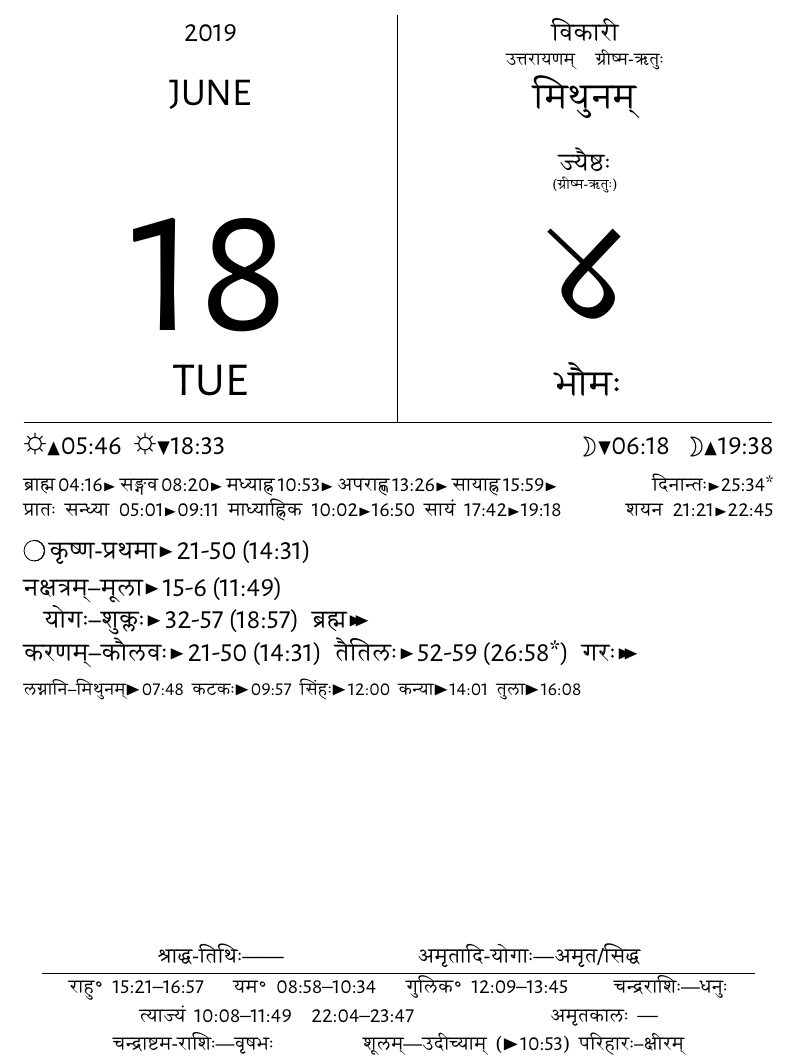 2019
JUNE
18
TUE
विकारी
उत्तरायणम् ग्रीष्म-ऋतुः
मिथुनम्
ज्यैष्ठः
(ग्रीष्म-ऋतुः)
४
भौमः
☼▲05:46 ☼▼18:33 ☽▼06:18 ☽▲19:38
ब्राह्म 04:16► सङ्गव 08:20► मध्याह्न 10:53► अपराह्ण 13:26► सायाह्न 15:59► दिनान्तः►25:34*
प्रातः सन्ध्या 05:01►09:11 माध्याह्निक 10:02►16:50 सायं 17:42►19:18 शयन 21:21►22:45
◯कृष्ण-प्रथमा►21-50 (14:31)
नक्षत्रम्–मूला►15-6 (11:49)
योगः–शुक्लः►32-57 (18:57) ब्रह्म►►
करणम्–कौलवः►21-50 (14:31) तैतिलः►52-59 (26:58*) गरः►►
लग्नानि–मिथुनम्►07:48 कटकः►09:57 सिंहः►12:00 कन्या►14:01 तुला►16:08
श्राद्ध-तिथिः—— अमृतादि-योगाः—अमृत/सिद्ध
राहु॰ 15:21–16:57 यम॰ 08:58–10:34 गुलिक॰ 12:09–13:45 चन्द्रराशिः—धनुः
त्याज्यं 10:08–11:49 22:04–23:47 अमृतकालः —
चन्द्राष्टम-राशिः—वृषभः शूलम्—उदीच्याम् (►10:53) परिहारः–क्षीरम्